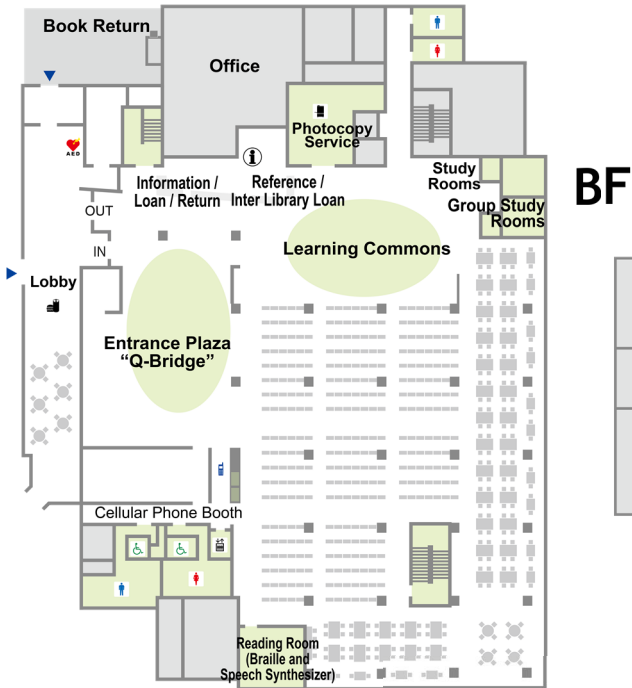 Book Return
Office
Photocopy
Service
AED
Information /
Loan / Return
Reference /
Inter Library Loan
Study
Rooms
Group Study
Rooms
BF
OUT
IN
Learning Commons
Lobby
Entrance Plaza
“Q-Bridge”
Cellular Phone Booth
Reading Room
(Braille and
Speech Synthesizer)